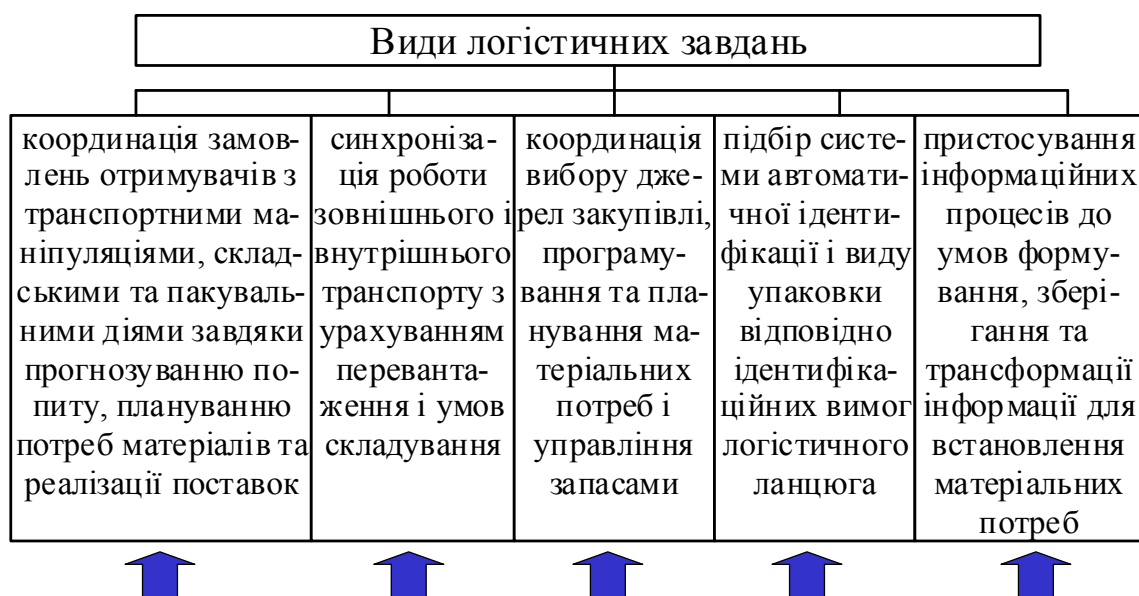 Види логістичних завдань
координація замов-
лень отримувачів з
транспортними ма-
ніпуляціями, склад-
ськими та пакуваль-
ними діями завдяки
прогнозуванню по-
питу, плануванню
потреб матеріалів та
реалізації поставок
синхроніза-
ція роботи
зовнішнього і
внутрішнього
транспорту з
урахуванням
переванта-
ження і умов
складування
координація
вибору дже-
рел закупівлі,
програму-
вання та пла-
нування ма-
теріальних
потреб і
управління
запасами
підбір систе-
ми автомати-
чної іденти-
фікації і виду
упаковки
відповідно
ідентифіка-
ційних вимог
логістичного
ланцюга
пристосування
інформаційних
процесів до
умов форму-
вання, збері-
гання та
трансформації
інформації для
встановлення
матеріальних
потреб